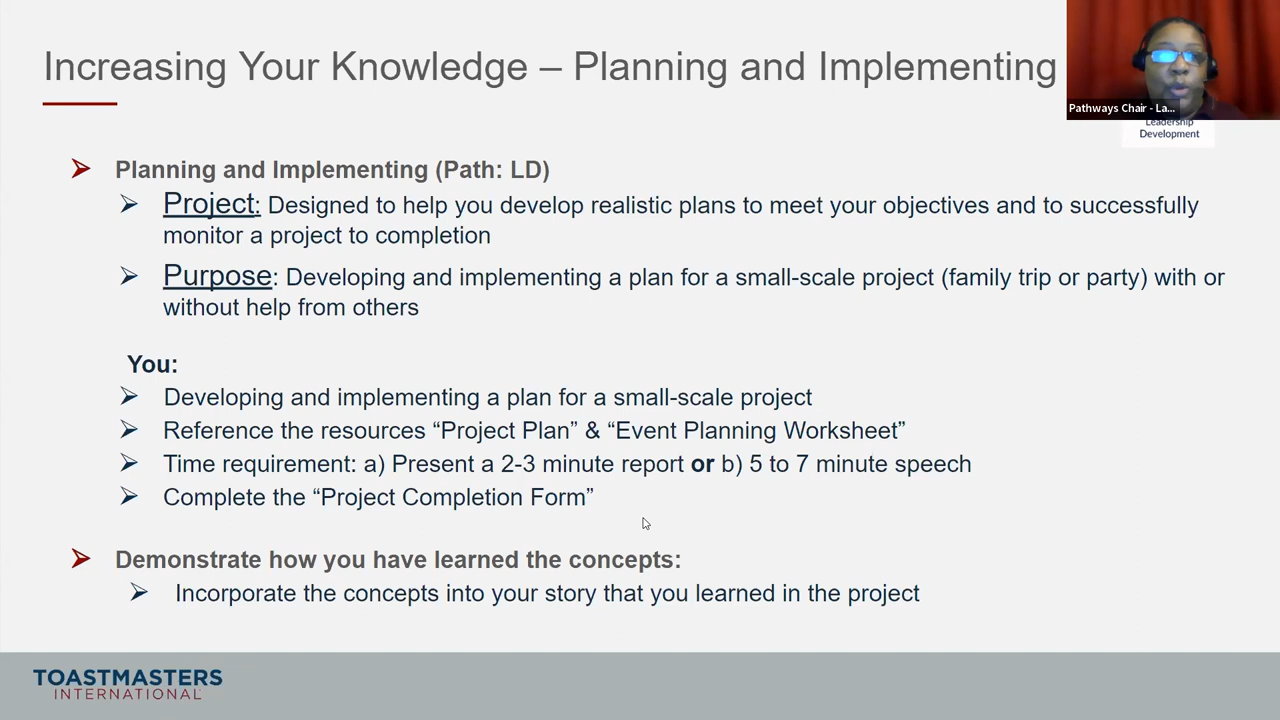 Increasing Your Knowledge – Planning and Implementing
Pathways Chair - La...
Leadership
Development
Planning and Implementing (Path: LD)
Project: Designed to help you develop realistic plans to meet your objectives and to successfully
monitor a project to completion
Purpose: Developing and implementing a plan for a small-scale project (family trip or party) with or
without help from others
You:
Developing and implementing a plan for a small-scale project
Reference the resources “Project Plan” & “Event Planning Worksheet”
Time requirement: a) Present a 2-3 minute report or b) 5 to 7 minute speech
Complete the “Project Completion Form”
Demonstrate how you have learned the concepts:
Incorporate the concepts into your story that you learned in the project
TOASTMASTERS
INTERNATIONAL